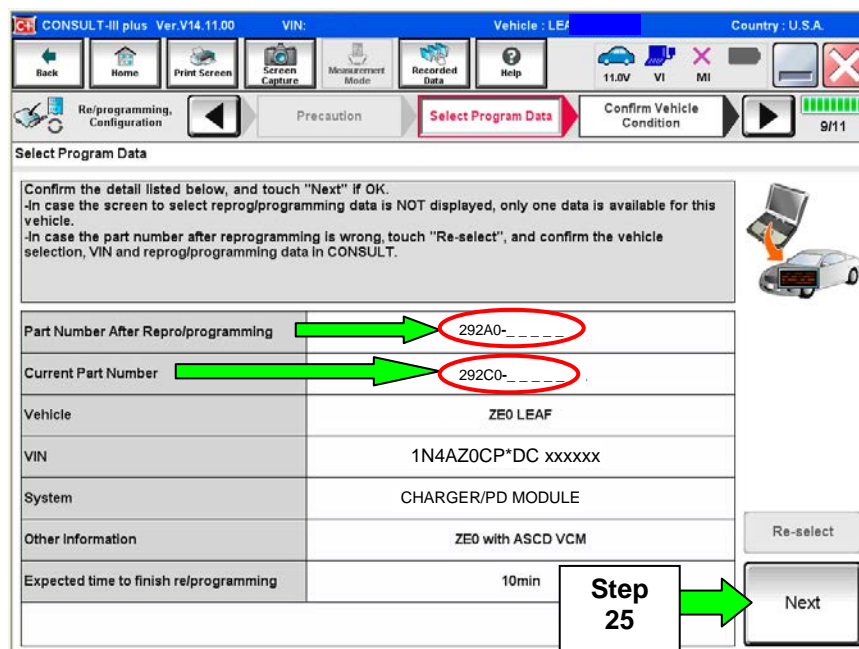 CONSULT-III plus Ver.V14.11.00 VIN: Vehicle : LEA Country : U.S.A.
Back Home Print Screen Screen Capture Measurement Mode Recorded Data Help 11.0V VI MI
Re/programming, Configuration Precaution Select Program Data Confirm Vehicle Condition 9/11
Select Program Data
Confirm the detail listed below, and touch "Next" if OK.
-In case the screen to select reprog/programming data is NOT displayed, only one data is available for this
vehicle.
-In case the part number after reprogramming is wrong, touch "Re-select", and confirm the vehicle
selection, VIN and reprog/programming data in CONSULT.
Part Number After Repro/programming 292A0-_ _ _ _ _
Current Part Number 292C0-_ _ _ _ _
Vehicle ZE0 LEAF
VIN 1N4AZ0CP*DC xxxxxx
System CHARGER/PD MODULE
Other Information ZE0 with ASCD VCM
Re-select
Expected time to finish re/programming 10min
Step
25
Next